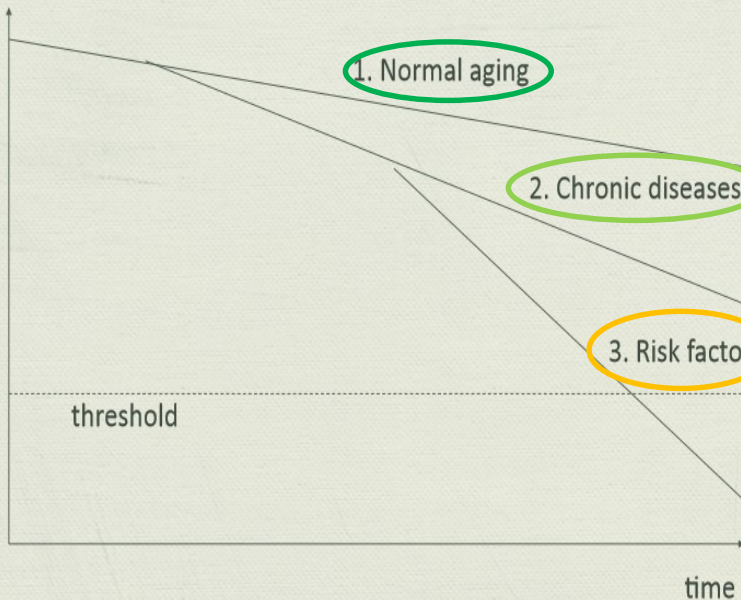 1. Normal aging
2. Chronic diseases
3. Risk facto
threshold
time